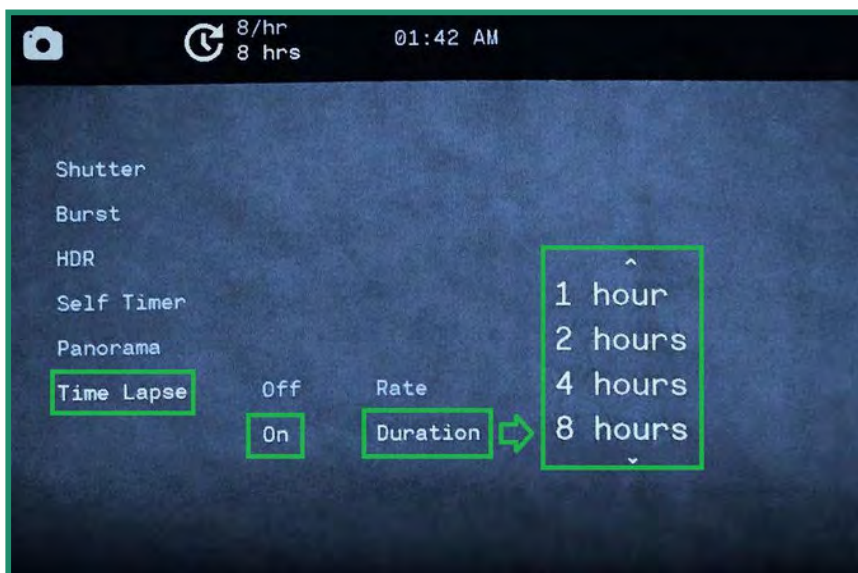 8/hr
8 hrs
01:42 AM
Shutter
Burst
HDR
Self Timer
Panorama
Time Lapse
Off
On
Rate
Duration
1 hour
2 hours
4 hours
8 hours